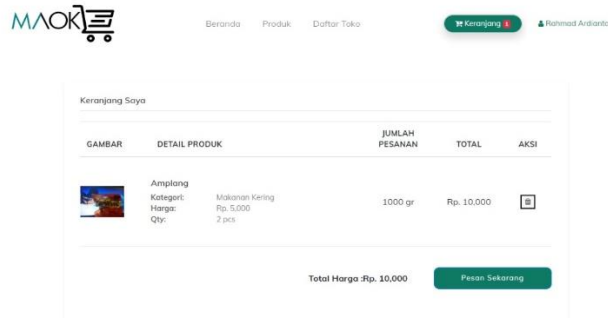 MAOK
Beranda Produk Daftar Toko Keranjang 1 Rahmad Ardianto
Keranjang Saya
GAMBAR DETAIL PRODUK JUMLAH PESANAN TOTAL AKSI
Amplang
Kategori: Makanan Kering
Harga: Rp. 5,000
Qty: 2 pcs
1000 gr Rp. 10,000
Total Harga :Rp. 10,000 Pesan Sekarang